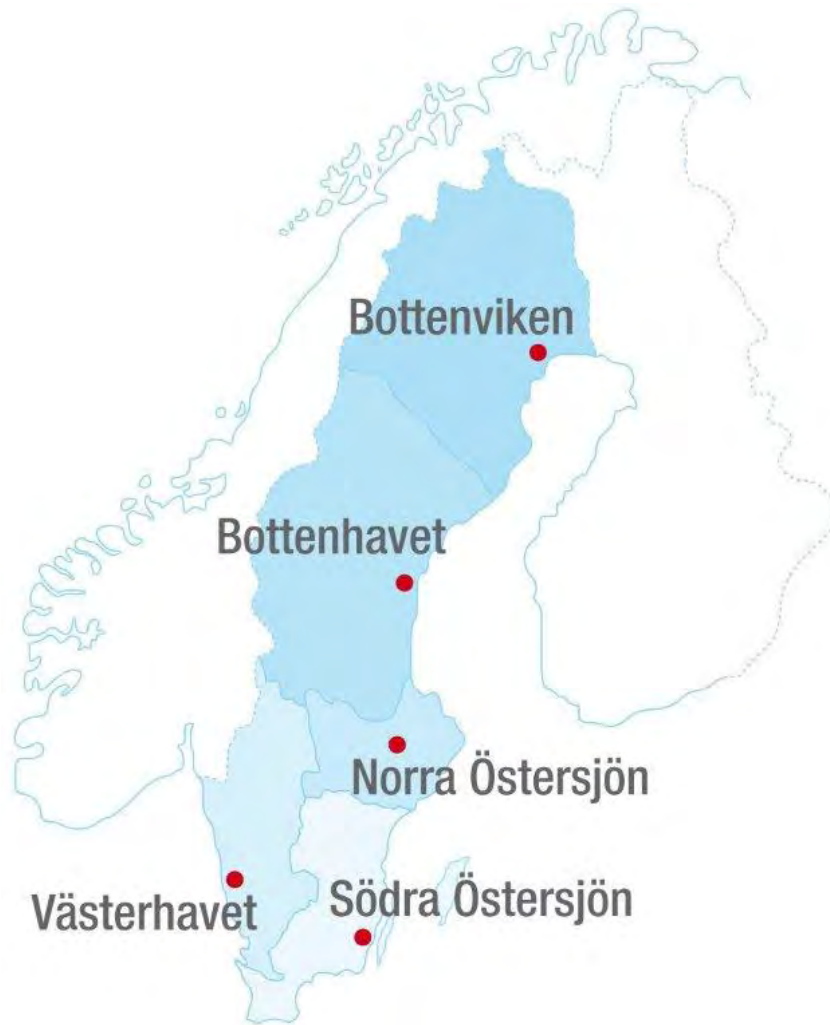 Bottenviken
Bottenhavet
Norra Östersjön
Västerhavet
Södra Östersjön